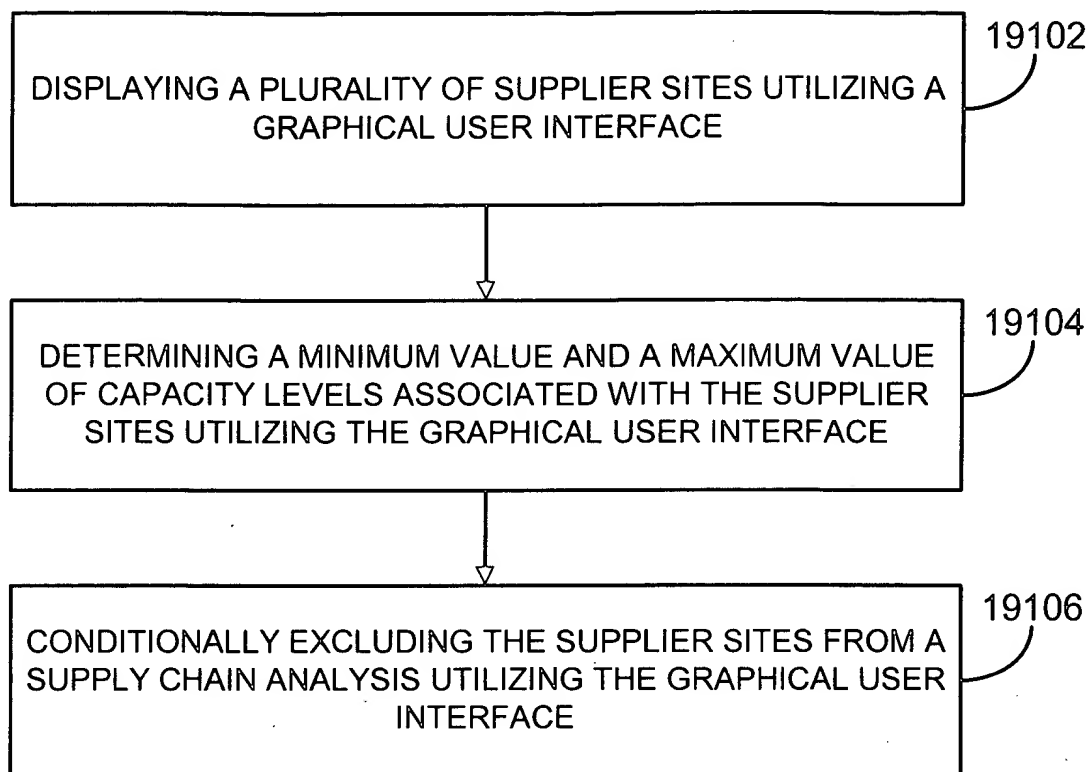 19102
DISPLAYING A PLURALITY OF SUPPLIER SITES UTILIZING A
GRAPHICAL USER INTERFACE
19104
DETERMINING A MINIMUM VALUE AND A MAXIMUM VALUE
OF CAPACITY LEVELS ASSOCIATED WITH THE SUPPLIER
SITES UTILIZING THE GRAPHICAL USER INTERFACE
19106
CONDITIONALLY EXCLUDING THE SUPPLIER SITES FROM A
SUPPLY CHAIN ANALYSIS UTILIZING THE GRAPHICAL USER
INTERFACE